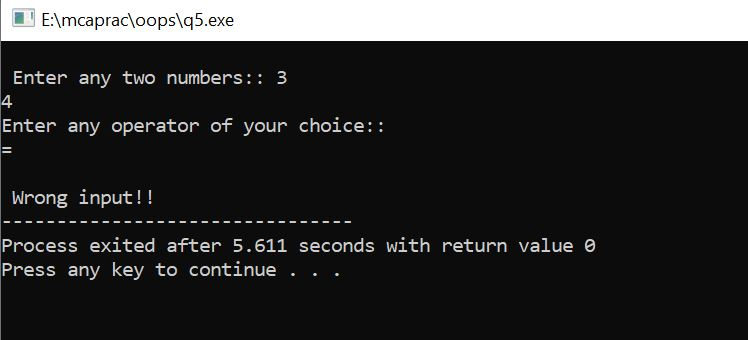 E:\mcaprac\oops\q5.exe
Enter any two numbers:: 3
4
Enter any operator of your choice::
=
Wrong input!!
--------------------------------
Process exited after 5.611 seconds with return value 0
Press any key to continue . . .